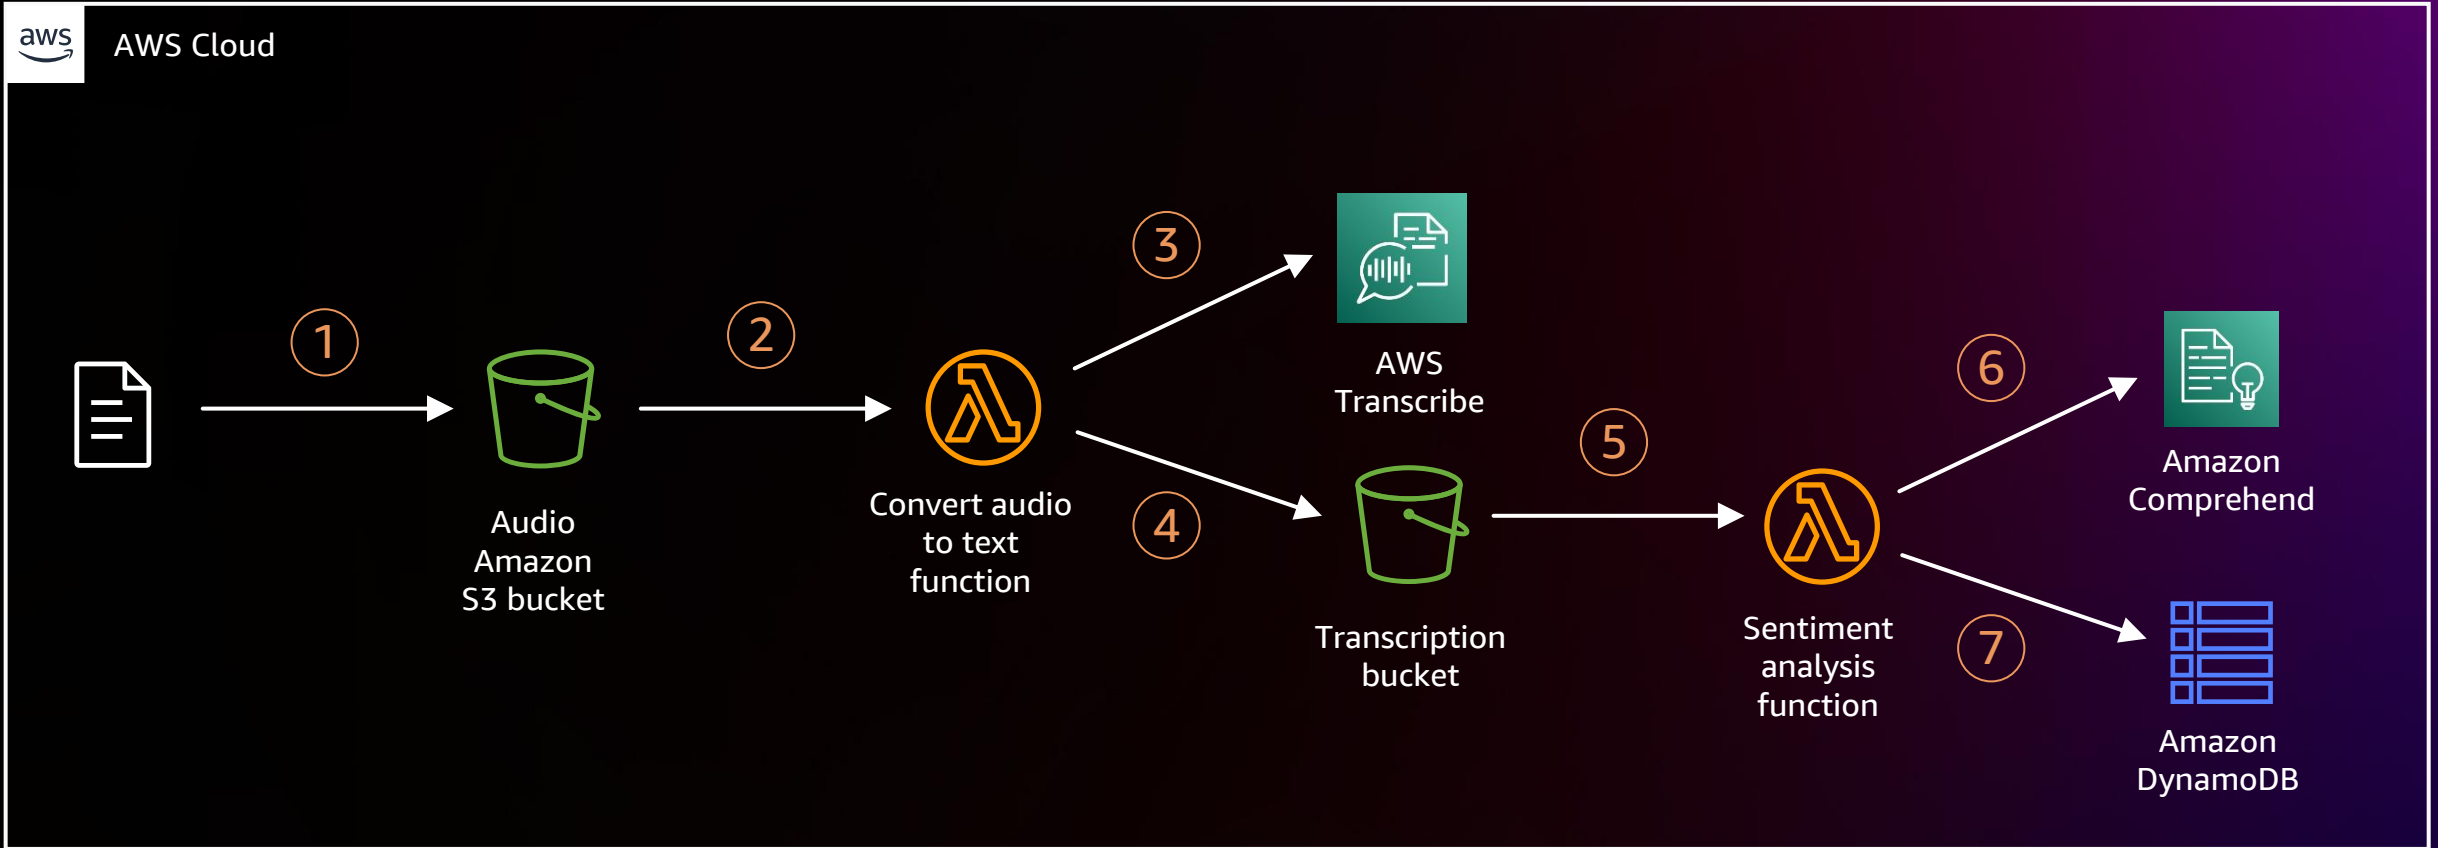 aws
AWS Cloud
1
2
3
4
5
6
7
Audio
Amazon
S3 bucket
Convert audio
to text
function
AWS
Transcribe
Transcription
bucket
Sentiment
analysis
function
Amazon
Comprehend
Amazon
DynamoDB